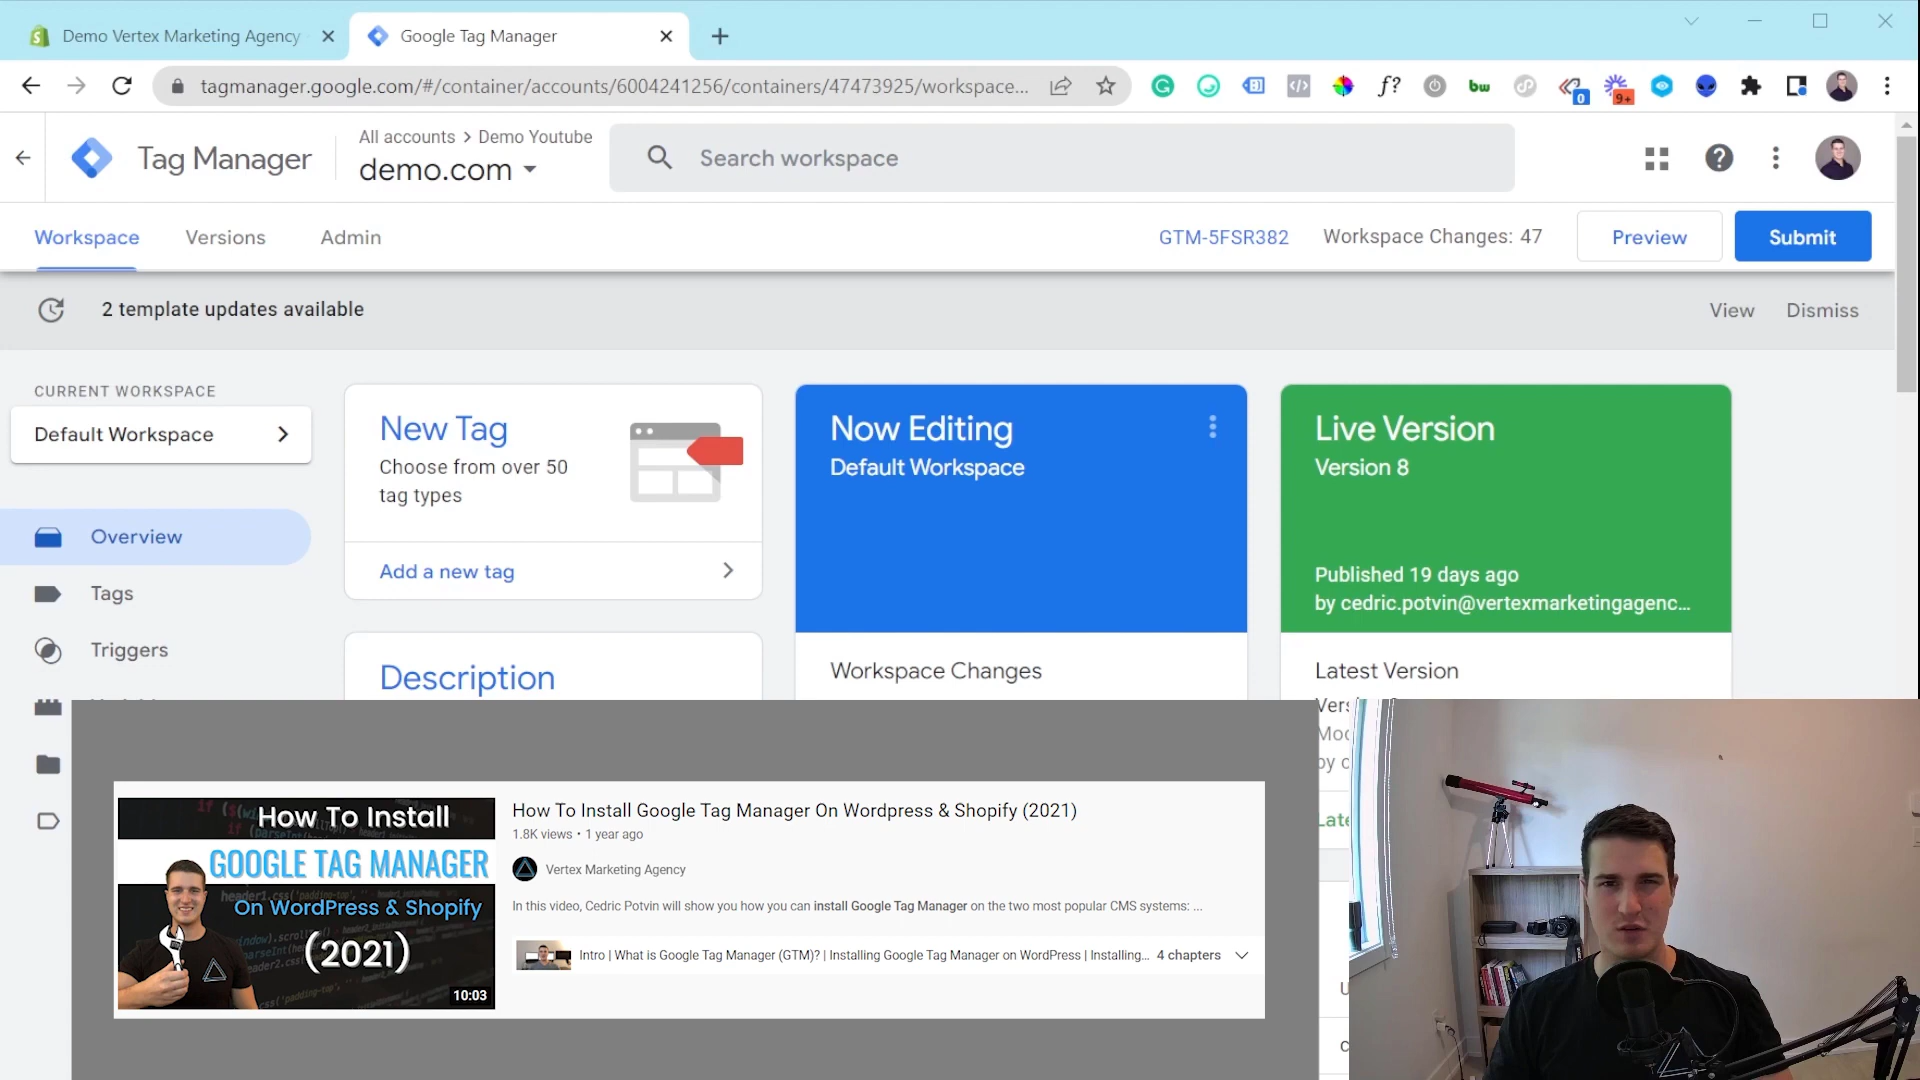 Demo Vertex Marketing Agency
Google Tag Manager
tagmanager.google.com/#/container/accounts/6004241256/containers/47473925/workspace...
f?
bw
0
9+
Tag Manager
All accounts > Demo Youtube
demo.com
Search workspace
Workspace
Versions
Admin
GTM-5FSR382
Workspace Changes: 47
Preview
Submit
2 template updates available
View
Dismiss
CURRENT WORKSPACE
Default Workspace
Overview
Tags
Triggers
New Tag
Choose from over 50
tag types
Add a new tag
Description
Now Editing
Default Workspace
Workspace Changes
Live Version
Version 8
Published 19 days ago
by cedric.potvin@vertexmarketingagenc...
Latest Version
How To Install
GOOGLE TAG MANAGER
On WordPress & Shopify
(2021)
10:03
How To Install Google Tag Manager On Wordpress & Shopify (2021)
1.8K views • 1 year ago
Vertex Marketing Agency
In this video, Cedric Potvin will show you how you can install Google Tag Manager on the two most popular CMS systems: ...
Intro | What is Google Tag Manager (GTM)? | Installing Google Tag Manager on WordPress | Installing...
4 chapters